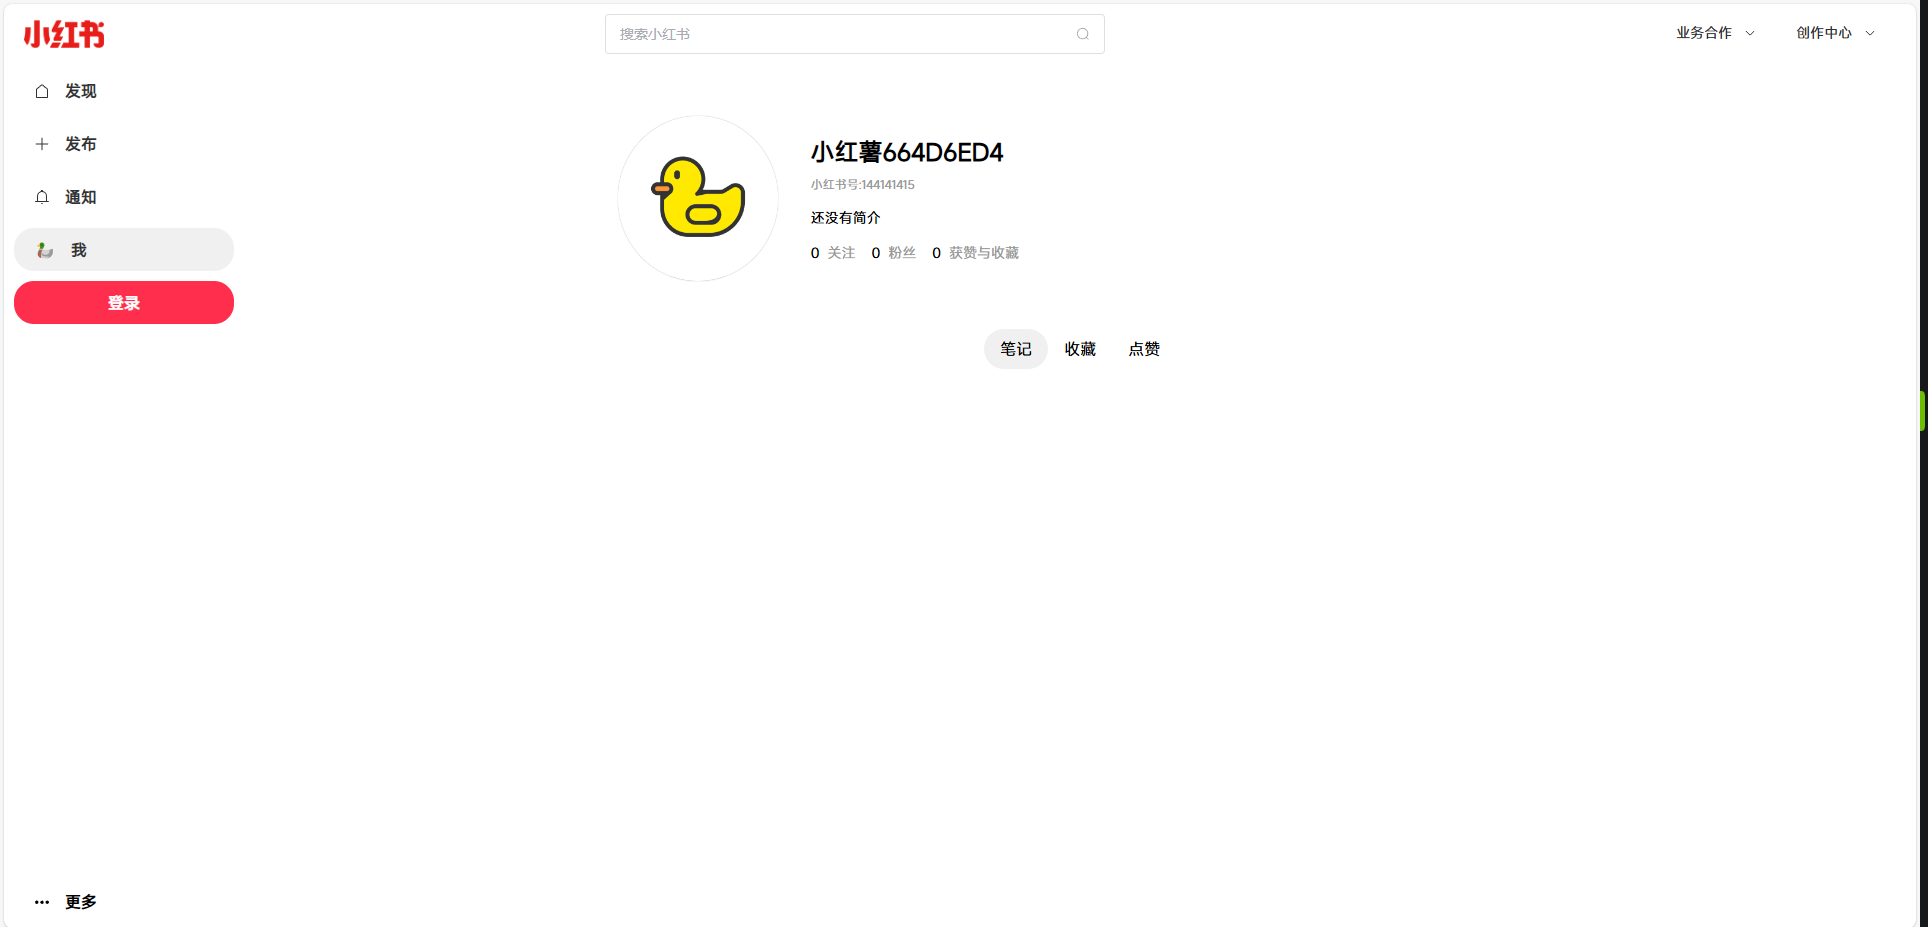 小红书
搜索小红书
业务合作
创作中心
发现
发布
通知
我
登录
小红薯664D6ED4
小红书号:144141415
还没有简介
0 关注 0 粉丝 0 获赞与收藏
笔记 收藏 点赞
更多